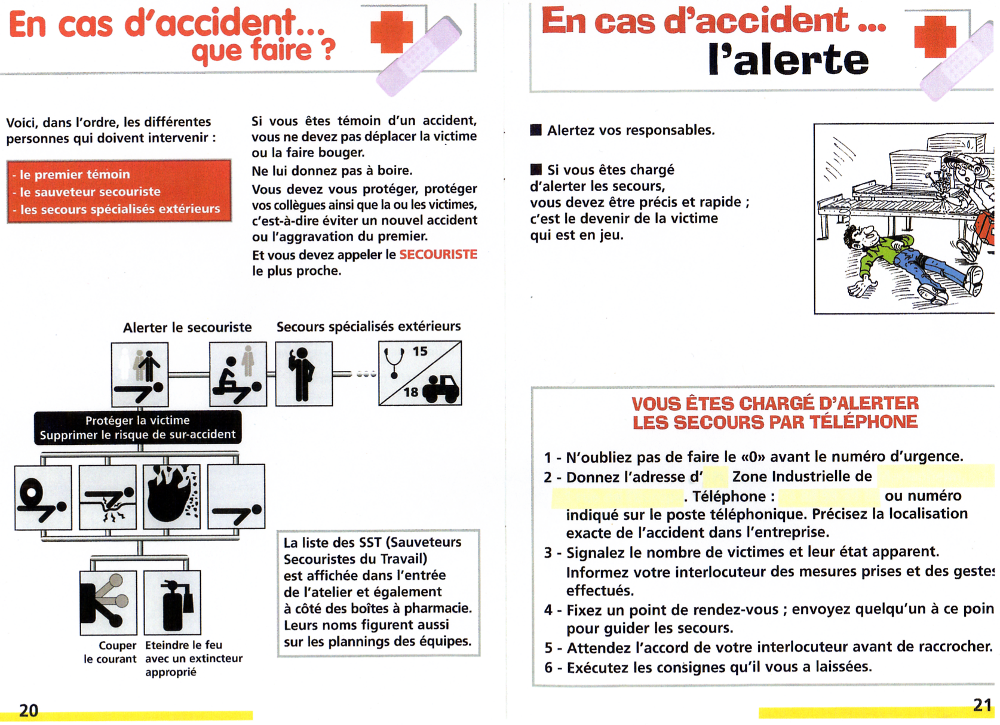 En cas d'accident...
que faire ?
Voici, dans l'ordre, les différentes
personnes qui doivent intervenir :
- le premier témoin
- le sauveteur secouriste
- les secours spécialisés extérieurs
Si vous êtes témoin d'un accident,
vous ne devez pas déplacer la victime
ou la faire bouger.
Ne lui donnez pas à boire.
Vous devez vous protéger, protéger
vos collègues ainsi que la ou les victimes,
c'est-à-dire éviter un nouvel accident
ou l'aggravation du premier.
Et vous devez appeler le SECOURISTE
le plus proche.
Alerter le secouriste
Secours spécialisés extérieurs
15
18
Protéger la victime
Supprimer le risque de sur-accident
Couper
le courant
Eteindre le feu
avec un extincteur
approprié
La liste des SST (Sauveteurs
Secouristes du Travail)
est affichée dans l'entrée
de l'atelier et également
à côté des boîtes à pharmacie.
Leurs noms figurent aussi
sur les plannings des équipes.
20
En cas d'accident ...
l'alerte
■ Alertez vos responsables.
■ Si vous êtes chargé
d'alerter les secours,
vous devez être précis et rapide ;
c'est le devenir de la victime
qui est en jeu.
VOUS ÊTES CHARGÉ D'ALERTER
LES SECOURS PAR TÉLÉPHONE
1 - N'oubliez pas de faire le «0» avant le numéro d'urgence.
2 - Donnez l'adresse d' Zone Industrielle de
. Téléphone : ou numéro
indiqué sur le poste téléphonique. Précisez la localisation
exacte de l'accident dans l'entreprise.
3 - Signalez le nombre de victimes et leur état apparent.
Informez votre interlocuteur des mesures prises et des gestes
effectués.
4 - Fixez un point de rendez-vous ; envoyez quelqu'un à ce poin
pour guider les secours.
5 - Attendez l'accord de votre interlocuteur avant de raccrocher.
6 - Exécutez les consignes qu'il vous a laissées.
21